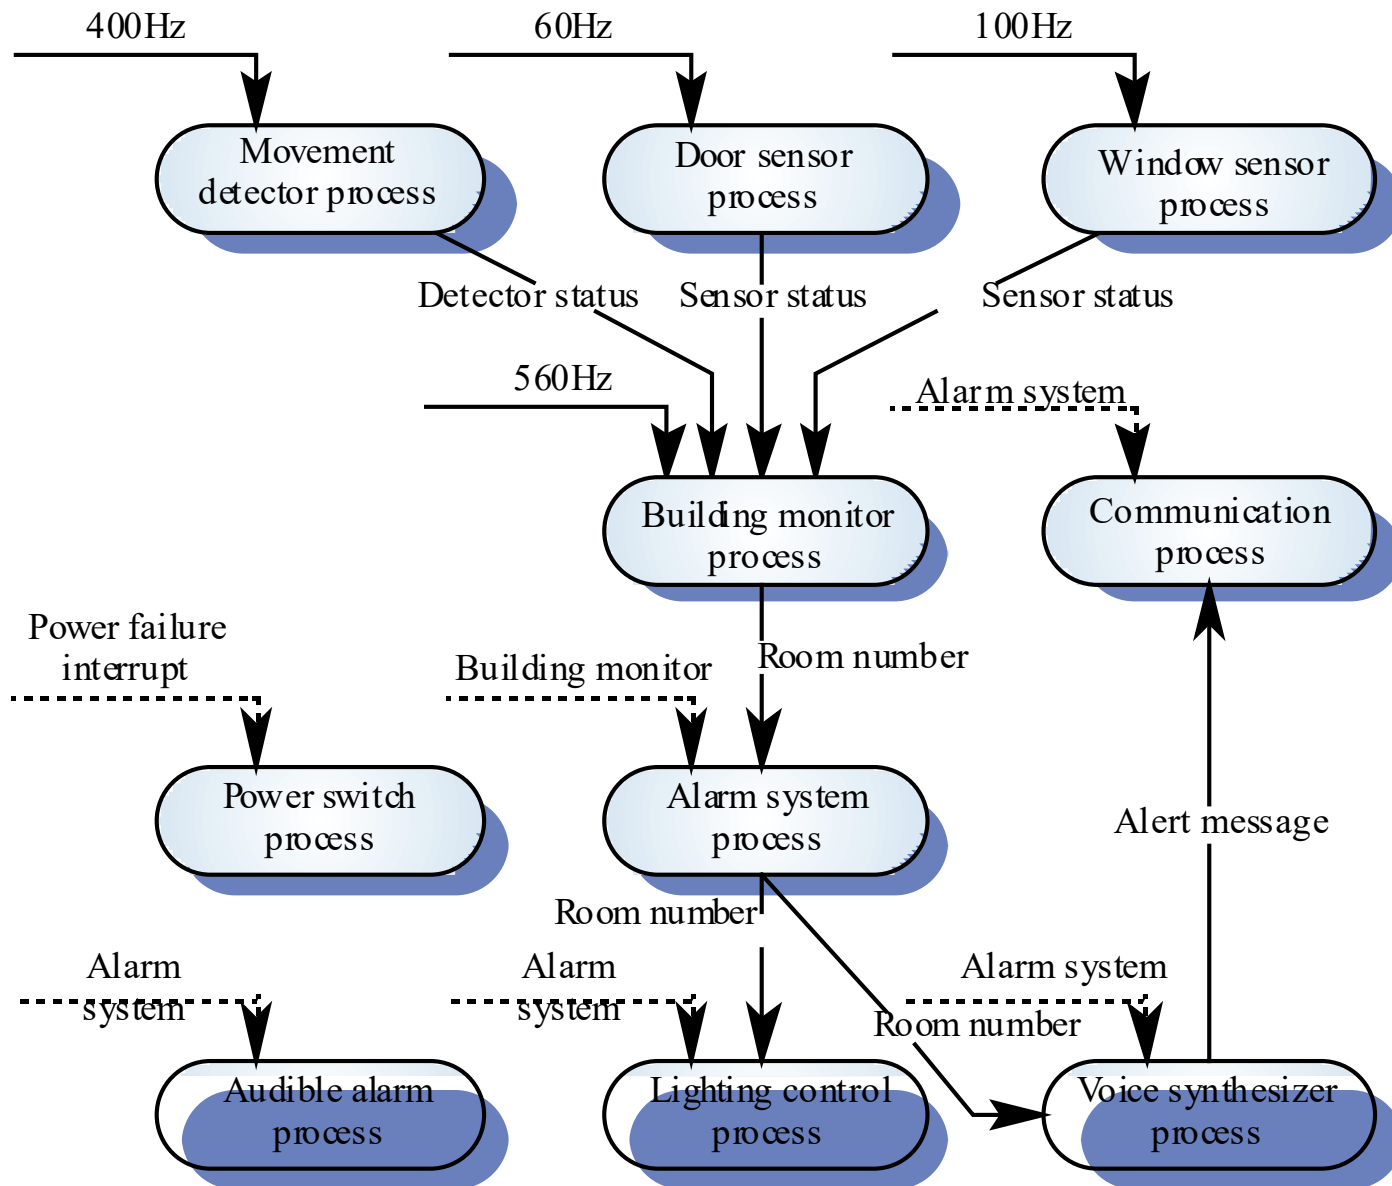 400Hz
60Hz
100Hz
Movement
detector process
Door sensor
process
Window sensor
process
Detector status
Sensor status
Sensor status
560Hz
Alarm system
Building monitor
process
Communication
process
Power failure
interrupt
Building monitor
Room number
Power switch
process
Alarm system
process
Alert message
Room number
Alarm
system
Alarm
system
Alarm system
Room number
Audible alarm
process
Lighting control
process
Voice synthesizer
process